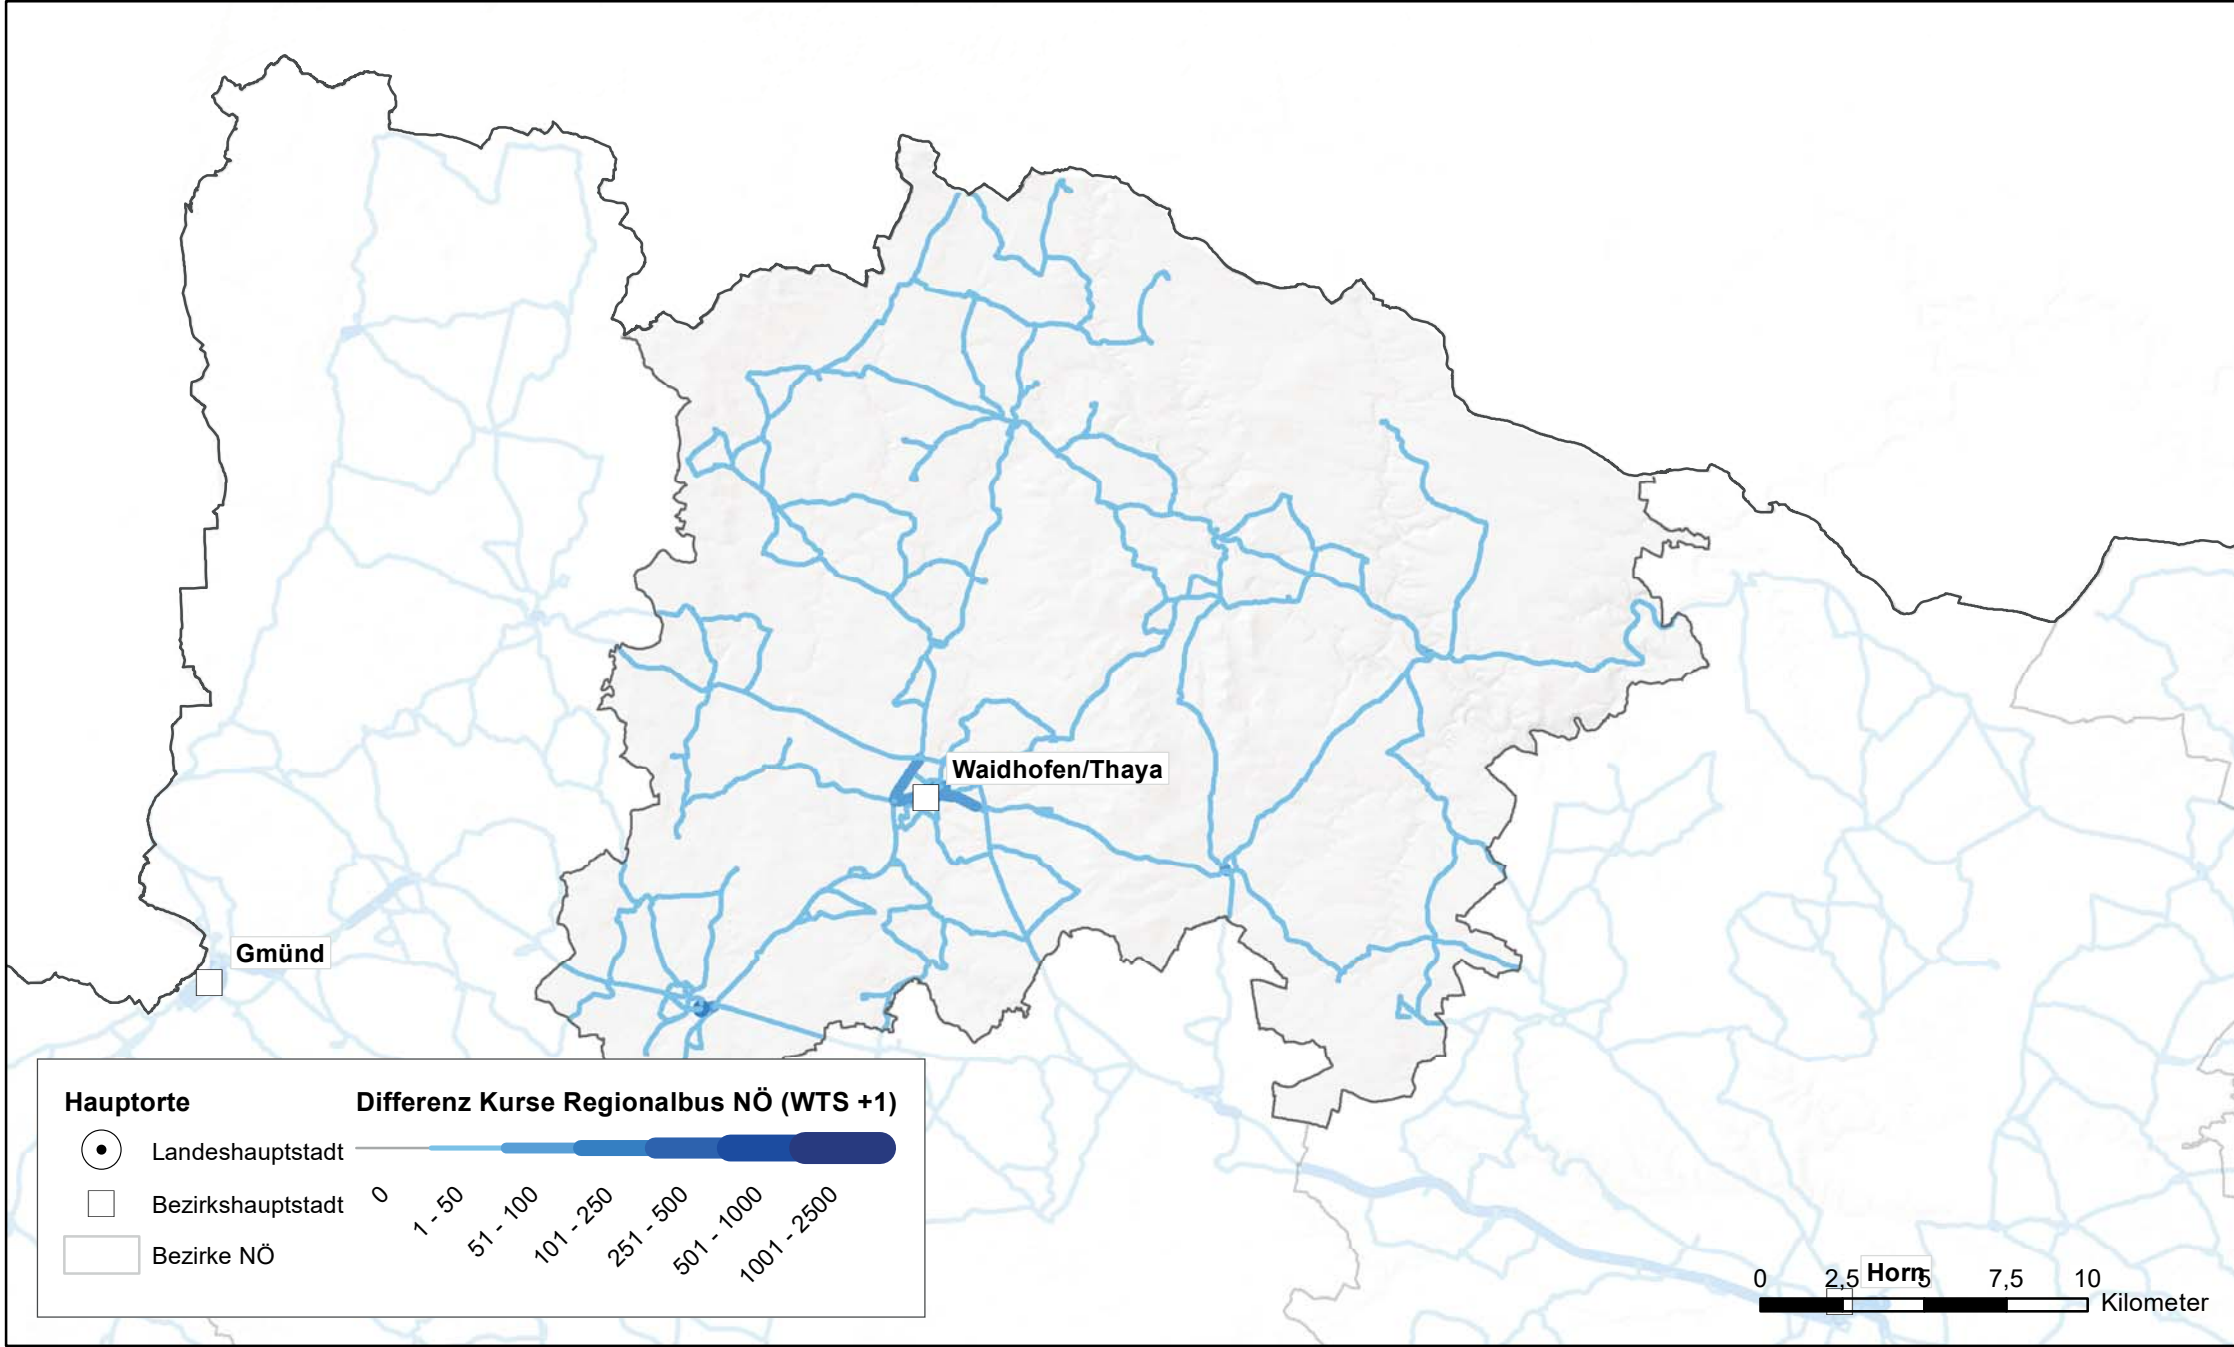 Waidhofen/Thaya
Gmünd
Hauptorte
Landeshauptstadt
Bezirkshauptstadt
Bezirke NÖ
Differenz Kurse Regionalbus NÖ (WTS +1)
0
1 - 50
51 - 100
101 - 250
251 - 500
501 - 1000
1001 - 2500
Horn
0 2,5 5 7,5 10
Kilometer